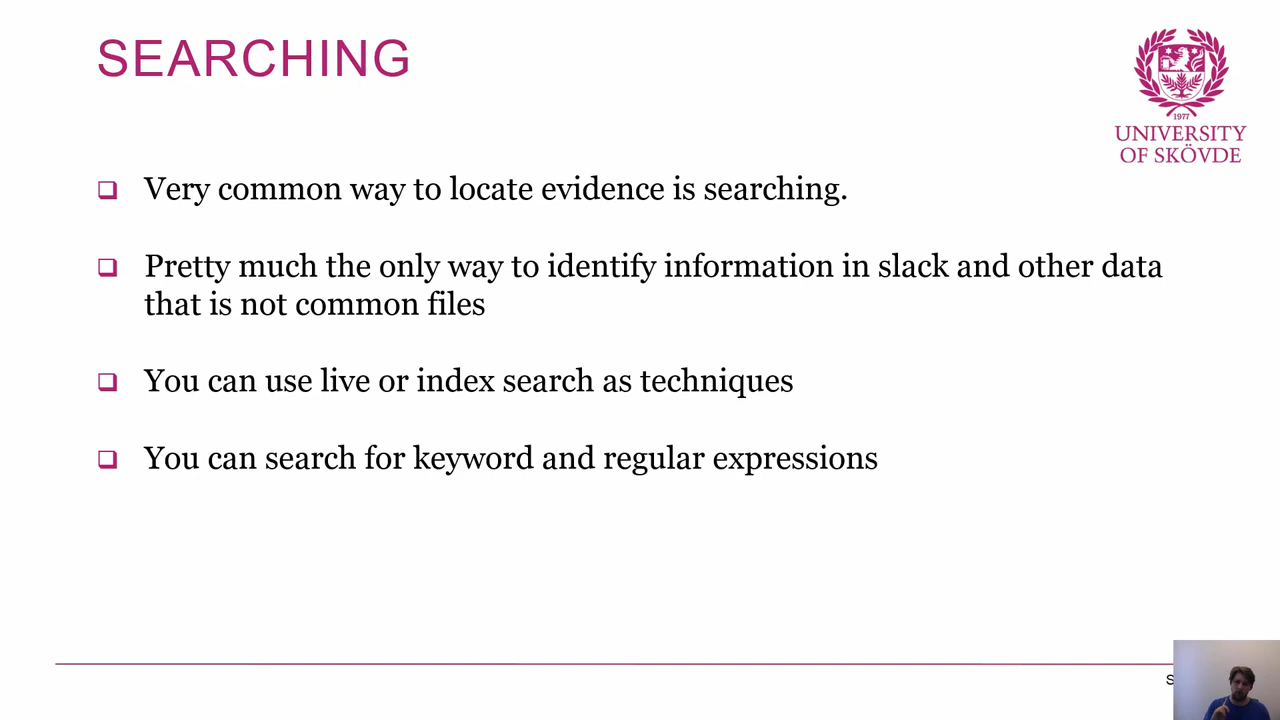 SEARCHING
1977
UNIVERSITY
OF SKÖVDE
Very common way to locate evidence is searching.
Pretty much the only way to identify information in slack and other data
that is not common files
You can use live or index search as techniques
You can search for keyword and regular expressions